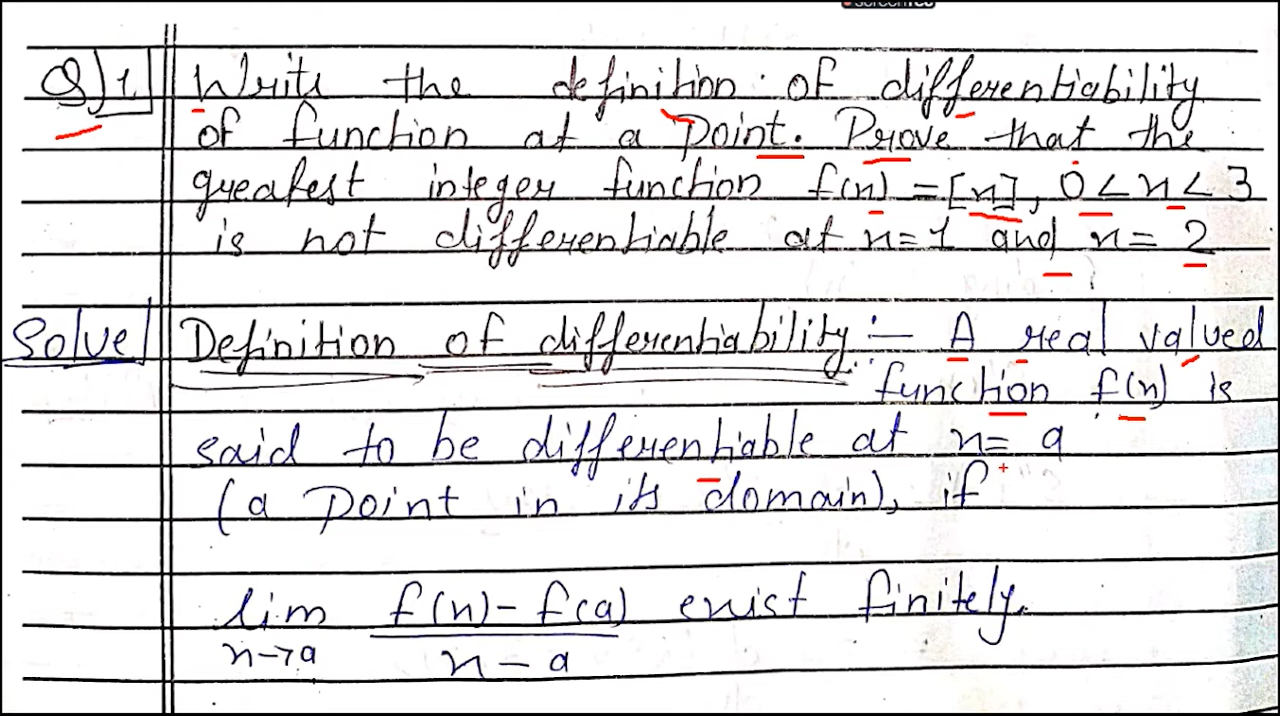 Q)1 Write the definition of differentiability
of function at a point. Prove that the
greatest integer function f(x) = [x], 0 < x < 3
is not differentiable at x = 1 and x = 2
Solve Definition of differentiability :- A real valued
function f(x) is
said to be differentiable at x = a
(a point in its domain), if
lim f(x) - f(a) exist finitely.
x→a x - a